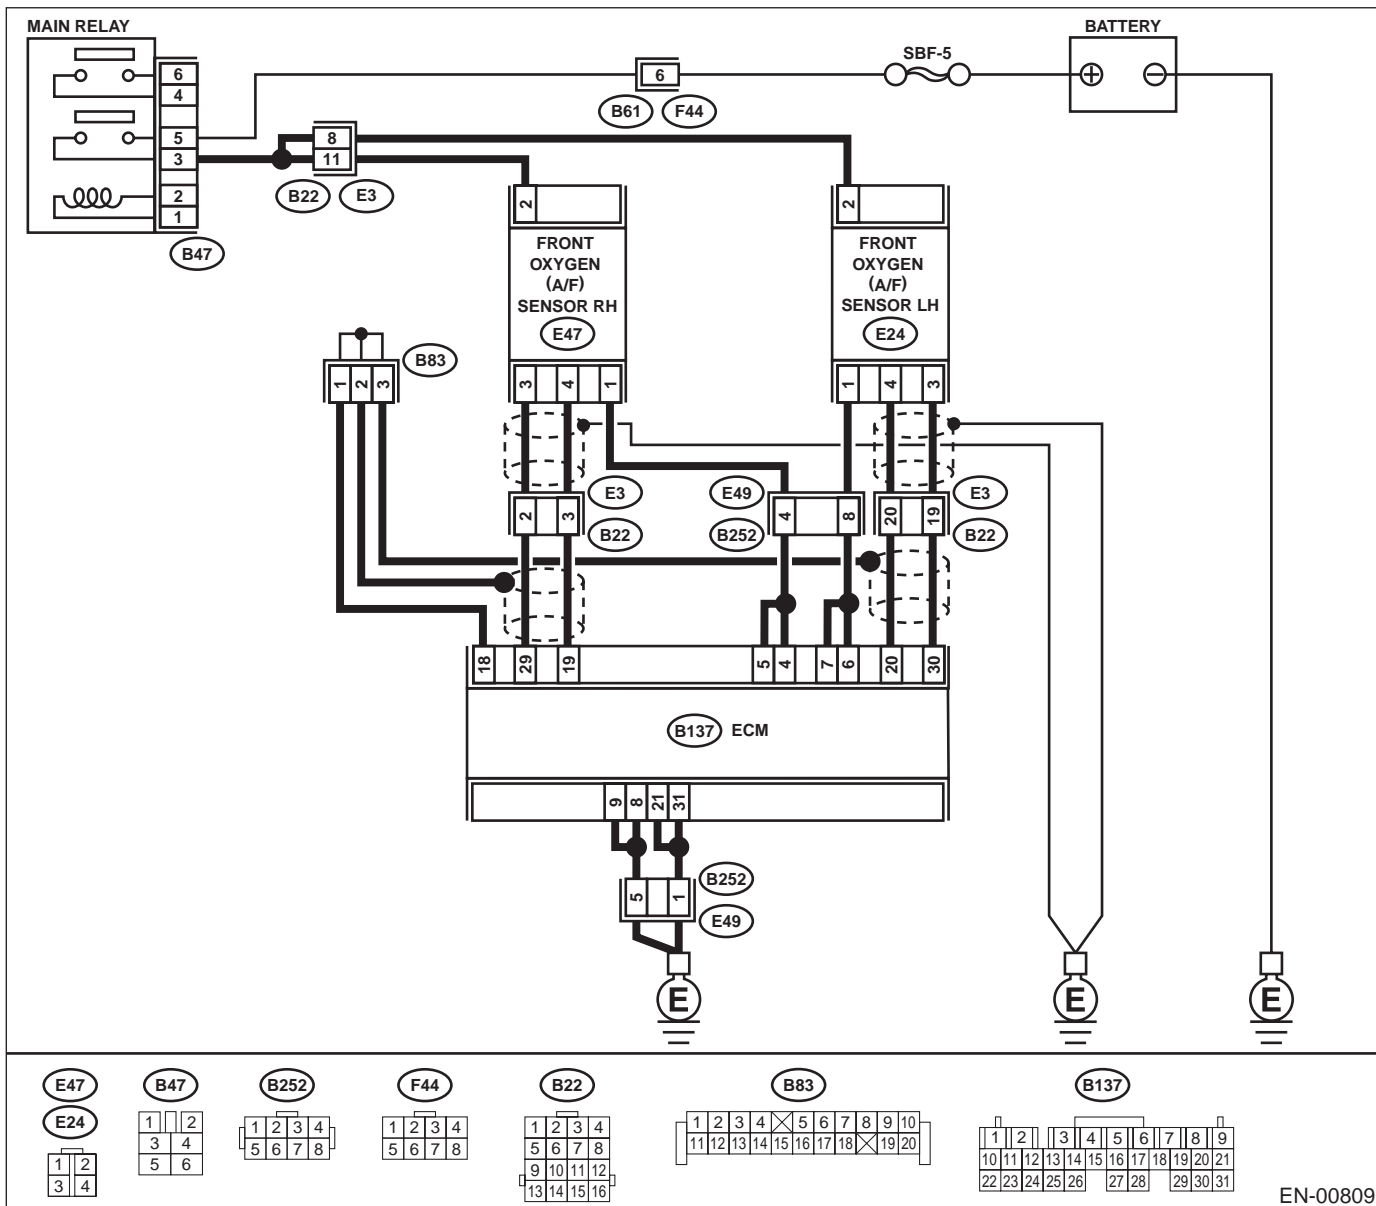 MAIN RELAY
BATTERY
SBF-5
6
4
5
3
2
1
B47
6
B61 F44
8
11
B22 E3
2
FRONT
OXYGEN
(A/F)
SENSOR RH
E47
3 4 1
2
FRONT
OXYGEN
(A/F)
SENSOR LH
E24
1 4 3
B83
1 2 3
E3
2 3
B22
E49
4 8
B252
E3
20 19
B22
18 29 19 5 4 7 6 20 30
B137 ECM
9 8 21 31
B252
5 1
E49
E E E
E47
E24
1 2
3 4
B47
1 2
3 4
5 6
B252
1 2 3 4
5 6 7 8
F44
1 2 3 4
5 6 7 8
B22
1 2 3 4
5 6 7 8
9 10 11 12
13 14 15 16
B83
1 2 3 4 5 6 7 8 9 10
11 12 13 14 15 16 17 18 19 20
B137
1 2 3 4 5 6 7 8 9
10 11 12 13 14 15 16 17 18 19 20 21
22 23 24 25 26 27 28 29 30 31
EN-00809